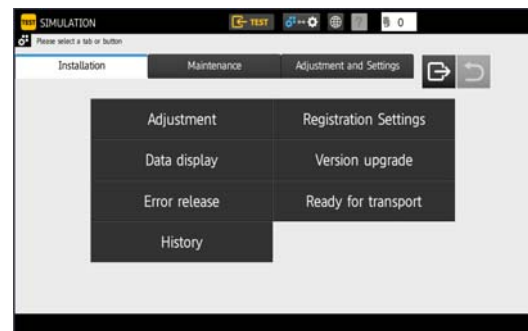 TEST SIMULATION
TEST
? 0
Please select a tab or button
Installation Maintenance Adjustment and Settings
Adjustment Registration Settings
Data display Version upgrade
Error release Ready for transport
History